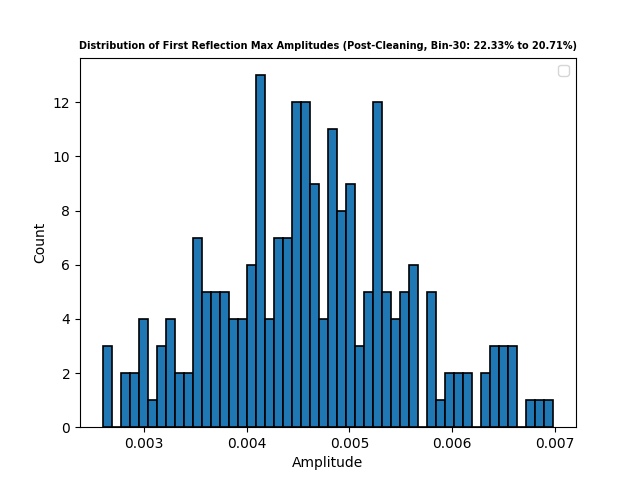 Distribution of First Reflection Max Amplitudes (Post-Cleaning, Bin-30: 22.33% to 20.71%)
12
10
8
6
4
2
0
Count
0.003 0.004 0.005 0.006 0.007
Amplitude